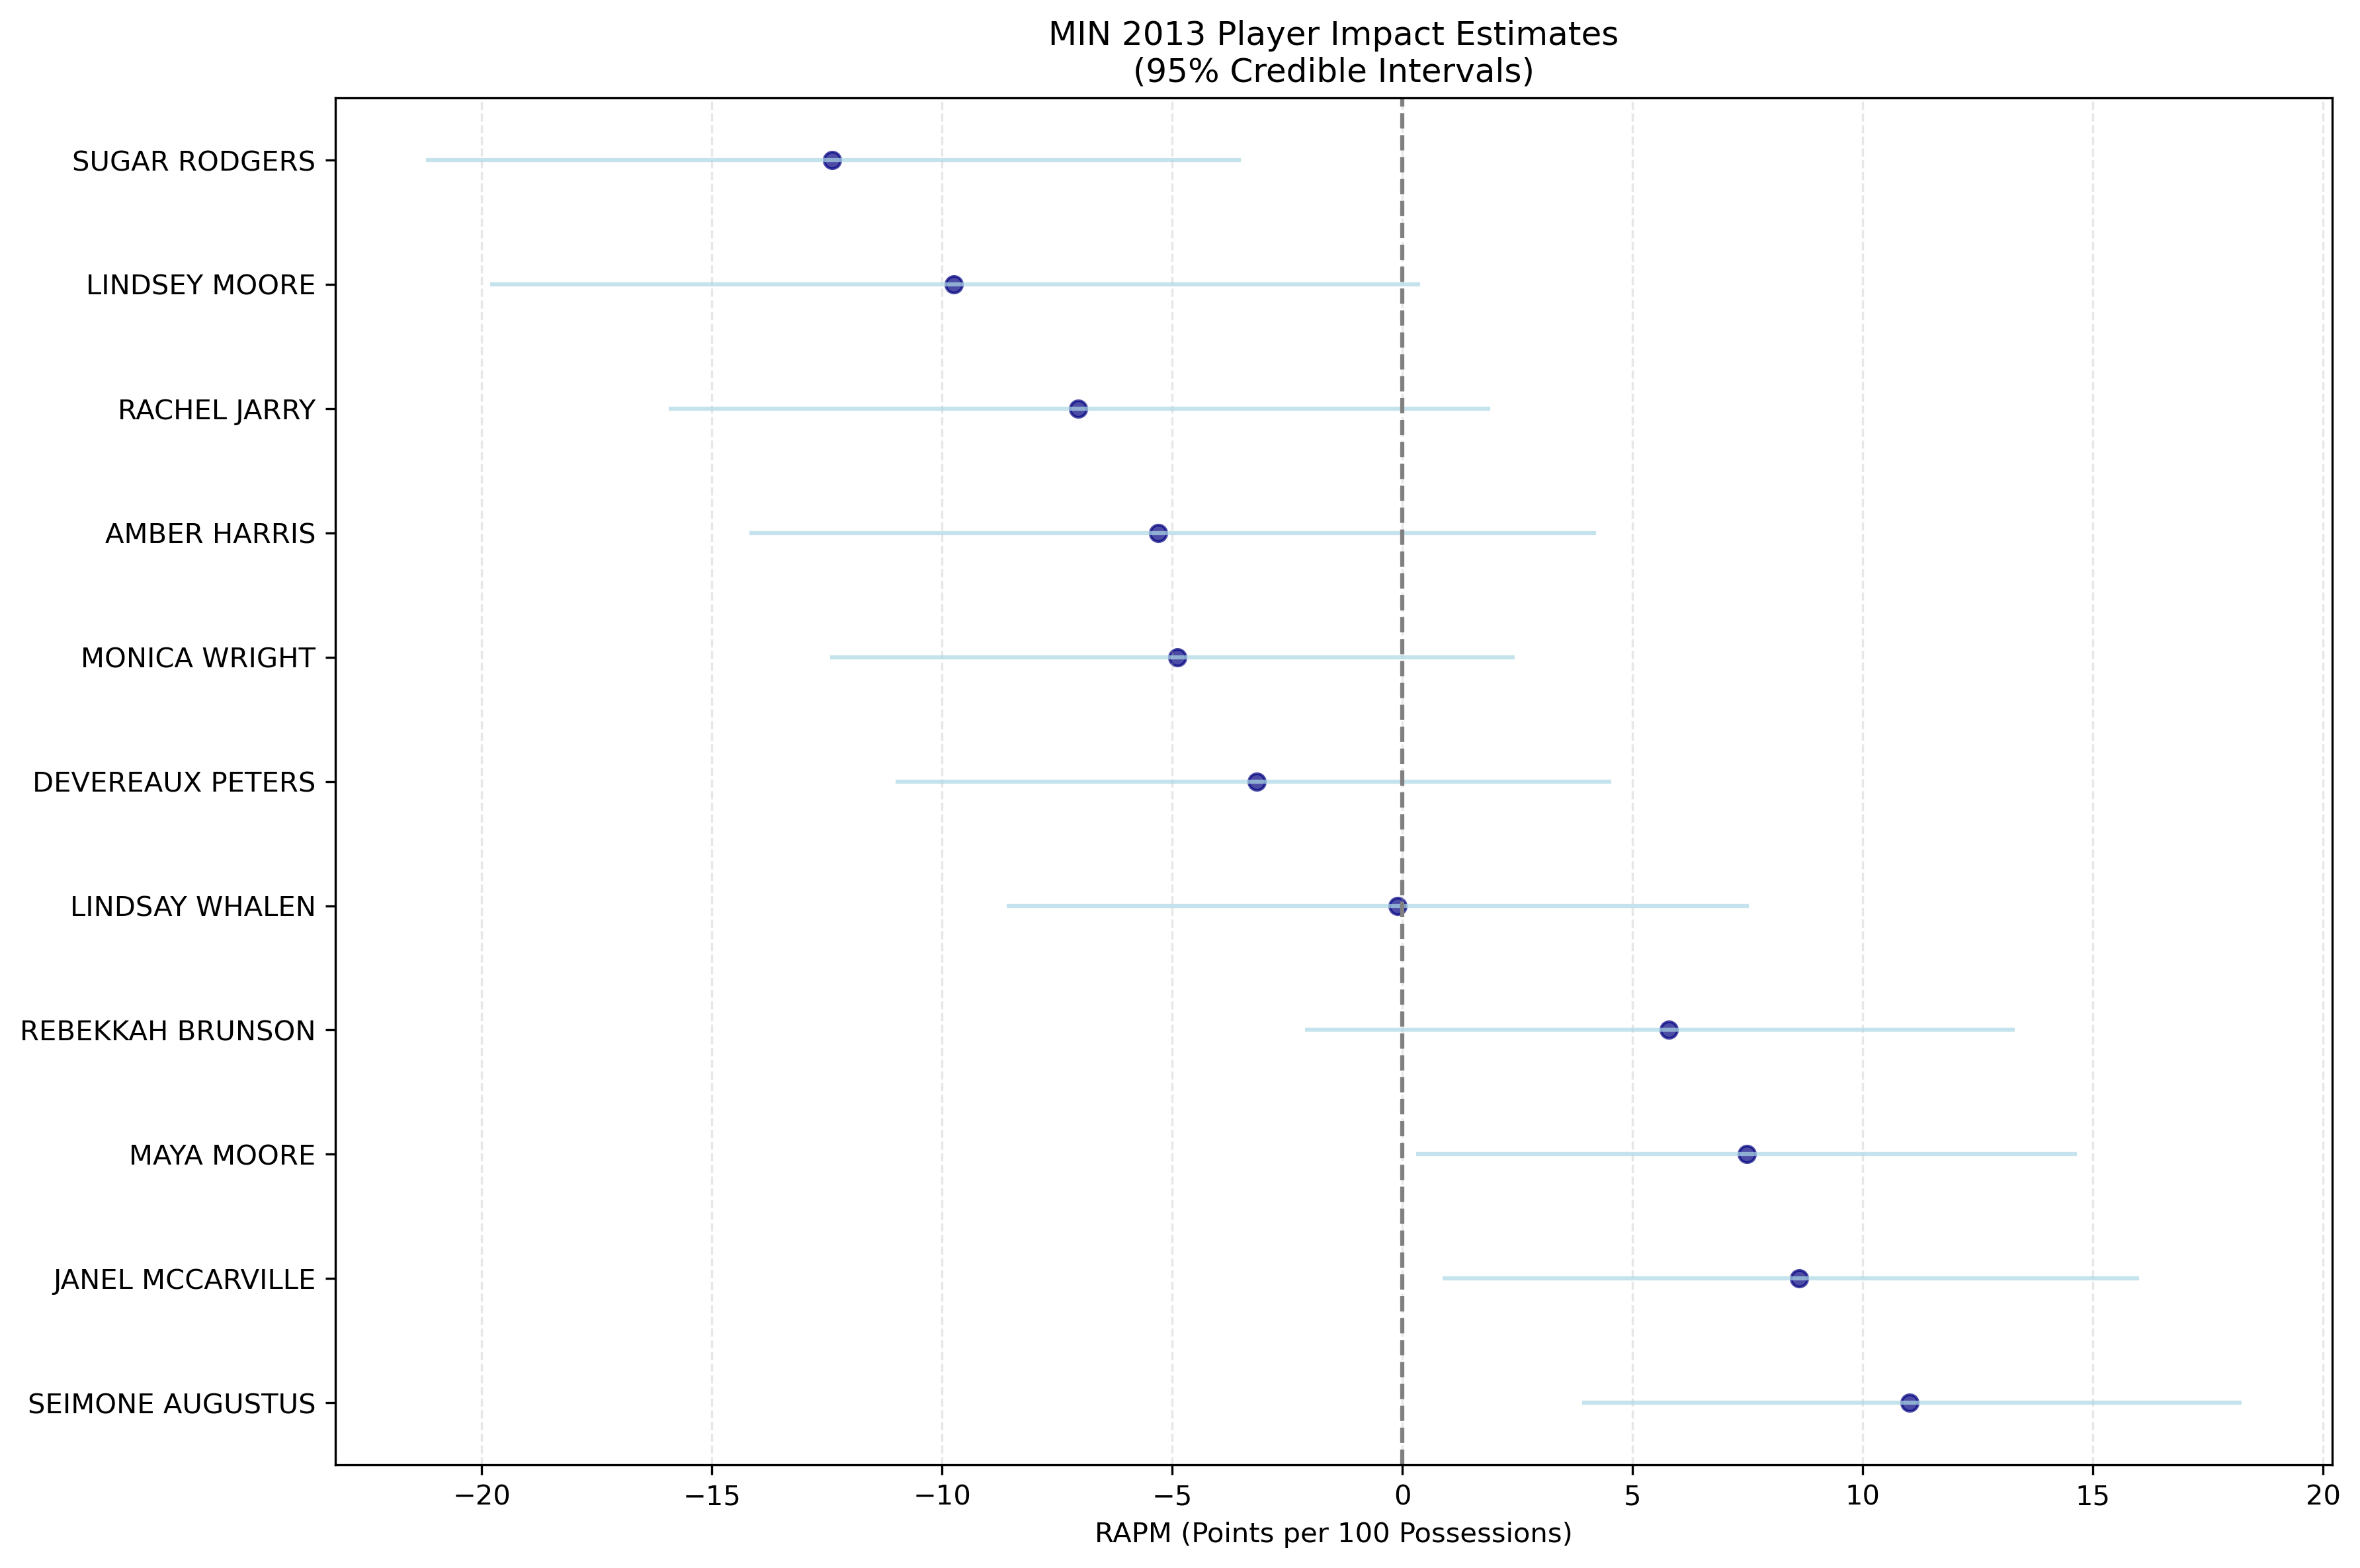 MIN 2013 Player Impact Estimates
(95% Credible Intervals)
SUGAR RODGERS
LINDSEY MOORE
RACHEL JARRY
AMBER HARRIS
MONICA WRIGHT
DEVEREAUX PETERS
LINDSAY WHALEN
REBEKKAH BRUNSON
MAYA MOORE
JANEL MCCARVILLE
SEIMONE AUGUSTUS
−20 −15 −10 −5 0 5 10 15 20
RAPM (Points per 100 Possessions)